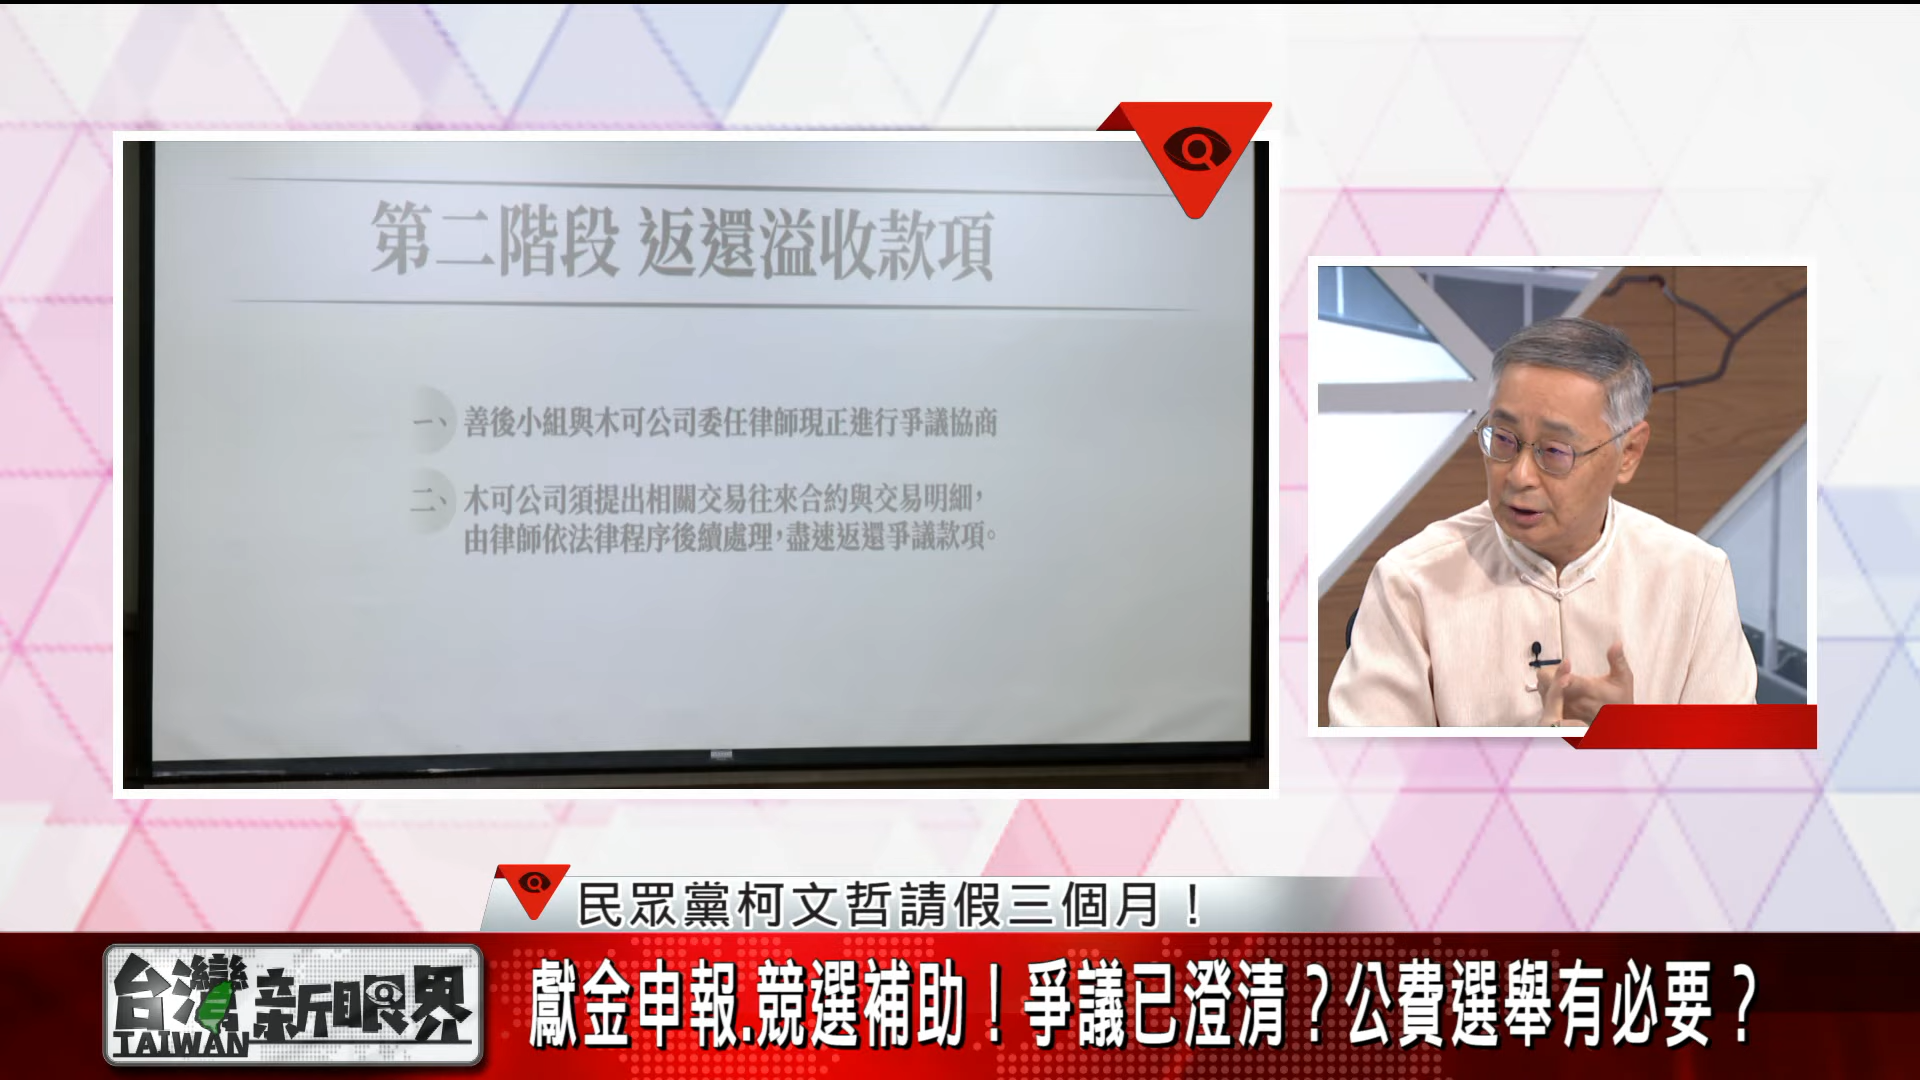 第二階段 返還溢收款項
一、善後小組與木可公司委任律師現正進行爭議協商
二、木可公司須提出相關交易往來合約與交易明細，
由律師依法律程序後續處理，盡速返還爭議款項。
民眾黨柯文哲請假三個月！
台灣新眼界
TAIWAN
獻金申報.競選補助！爭議已澄清？公費選舉有必要？